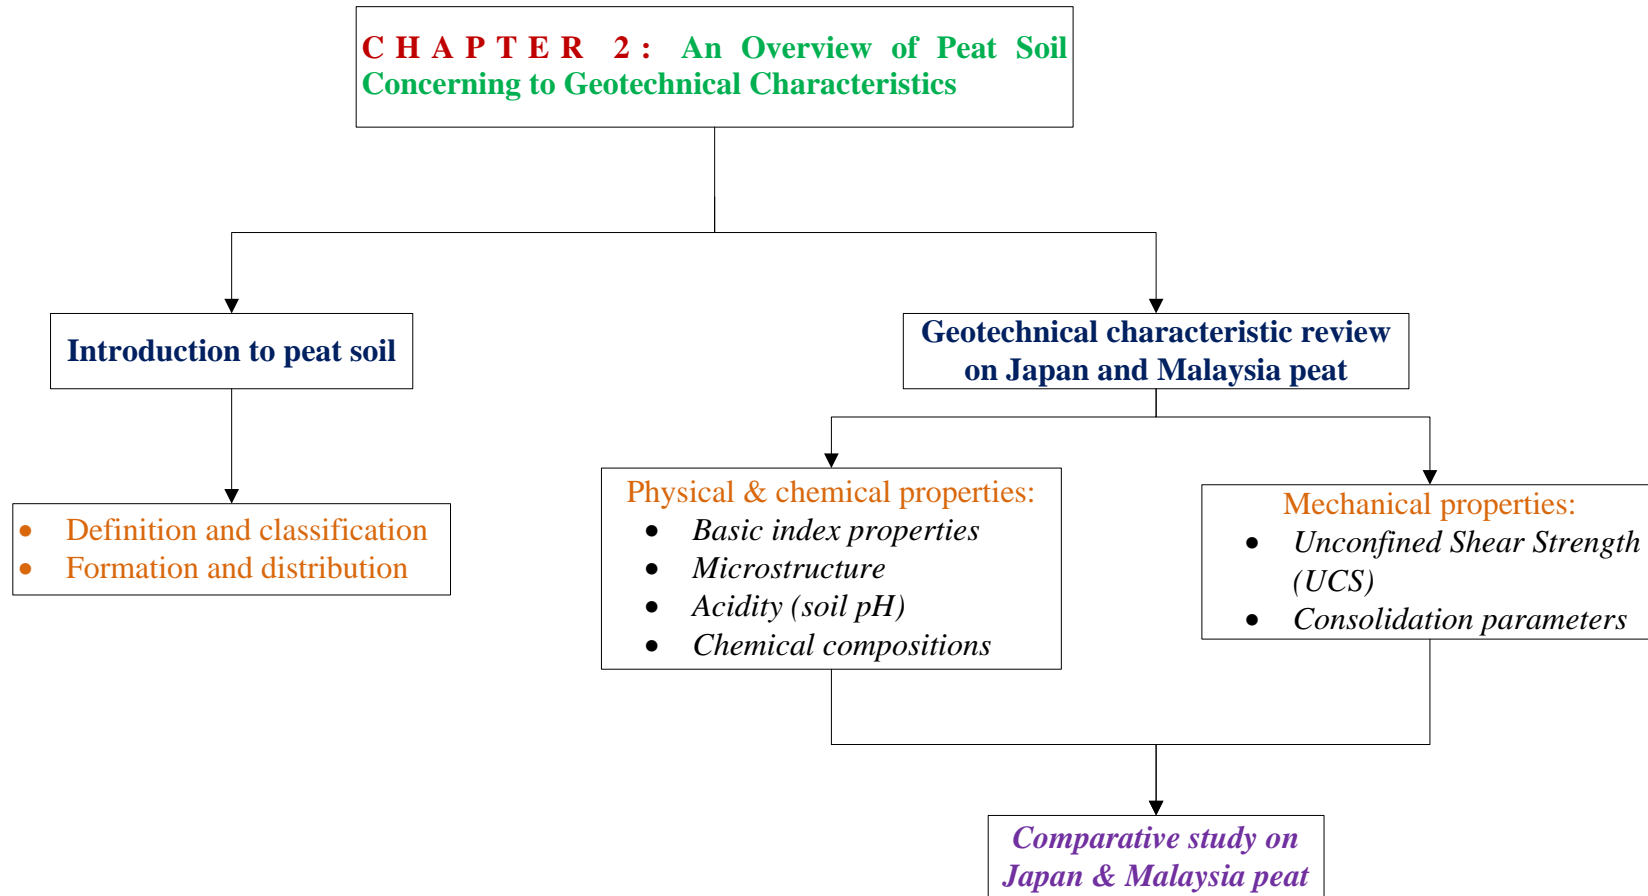 CHAPTER 2: An Overview of Peat Soil
Concerning to Geotechnical Characteristics
Introduction to peat soil
Geotechnical characteristic review
on Japan and Malaysia peat
• Definition and classification
• Formation and distribution
Physical & chemical properties:
• Basic index properties
• Microstructure
• Acidity (soil pH)
• Chemical compositions
Mechanical properties:
• Unconfined Shear Strength
(UCS)
• Consolidation parameters
Comparative study on
Japan & Malaysia peat